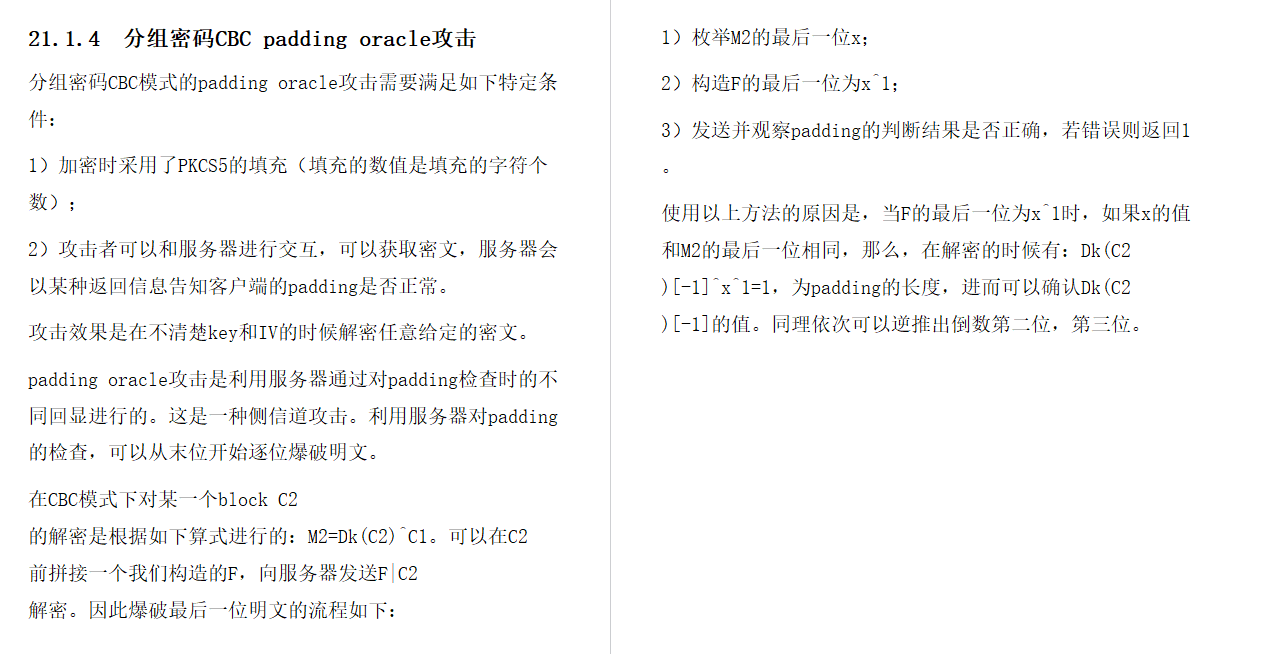 21.1.4 分组密码CBC padding oracle攻击
分组密码CBC模式的padding oracle攻击需要满足如下特定条
件：
1）加密时采用了PKCS5的填充（填充的数值是填充的字符个
数）；
2）攻击者可以和服务器进行交互，可以获取密文，服务器会
以某种返回信息告知客户端的padding是否正常。
攻击效果是在不清楚key和IV的时候解密任意给定的密文。
padding oracle攻击是利用服务器通过对padding检查时的不
同回显进行的。这是一种侧信道攻击。利用服务器对padding
的检查，可以从末位开始逐位爆破明文。
在CBC模式下对某一个block C2
的解密是根据如下算式进行的：M2=Dk(C2)^C1。可以在C2
前拼接一个我们构造的F，向服务器发送F|C2
解密。因此爆破最后一位明文的流程如下：
1）枚举M2的最后一位x；
2）构造F的最后一位为x^1；
3）发送并观察padding的判断结果是否正确，若错误则返回1
。
使用以上方法的原因是，当F的最后一位为x^1时，如果x的值
和M2的最后一位相同，那么，在解密的时候有：Dk(C2
)[-1]^x^1=1，为padding的长度，进而可以确认Dk(C2
)[-1]的值。同理依次可以逆推出倒数第二位，第三位。